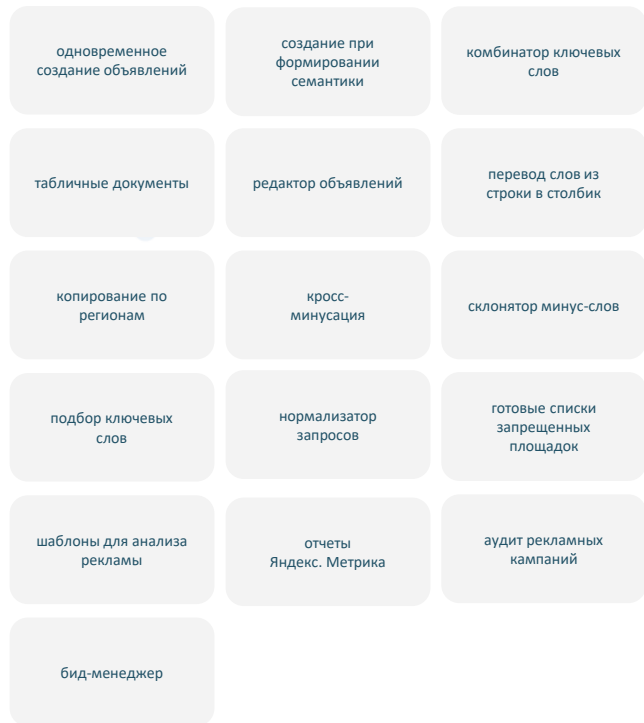 одновременное
создание объявлений
создание при
формировании
семантики
комбинатор ключевых
слов
табличные документы
редактор объявлений
перевод слов из
строки в столбик
копирование по
регионам
кросс-
минусация
склонятор минус-слов
подбор ключевых
слов
нормализатор
запросов
готовые списки
запрещенных
площадок
шаблоны для анализа
рекламы
отчеты
Яндекс. Метрика
аудит рекламных
кампаний
бид-менеджер